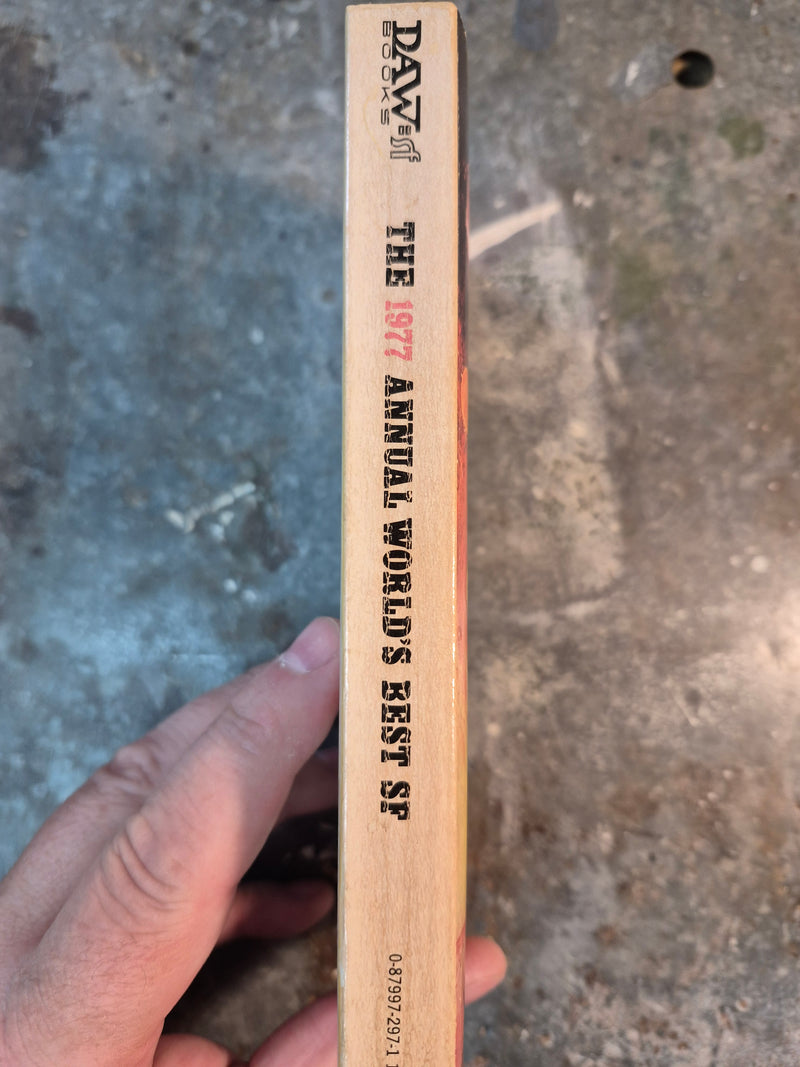 DAW
BOOKS
sf
THE 1977 ANNUAL WORLD'S BEST SF
0-87997-297-1